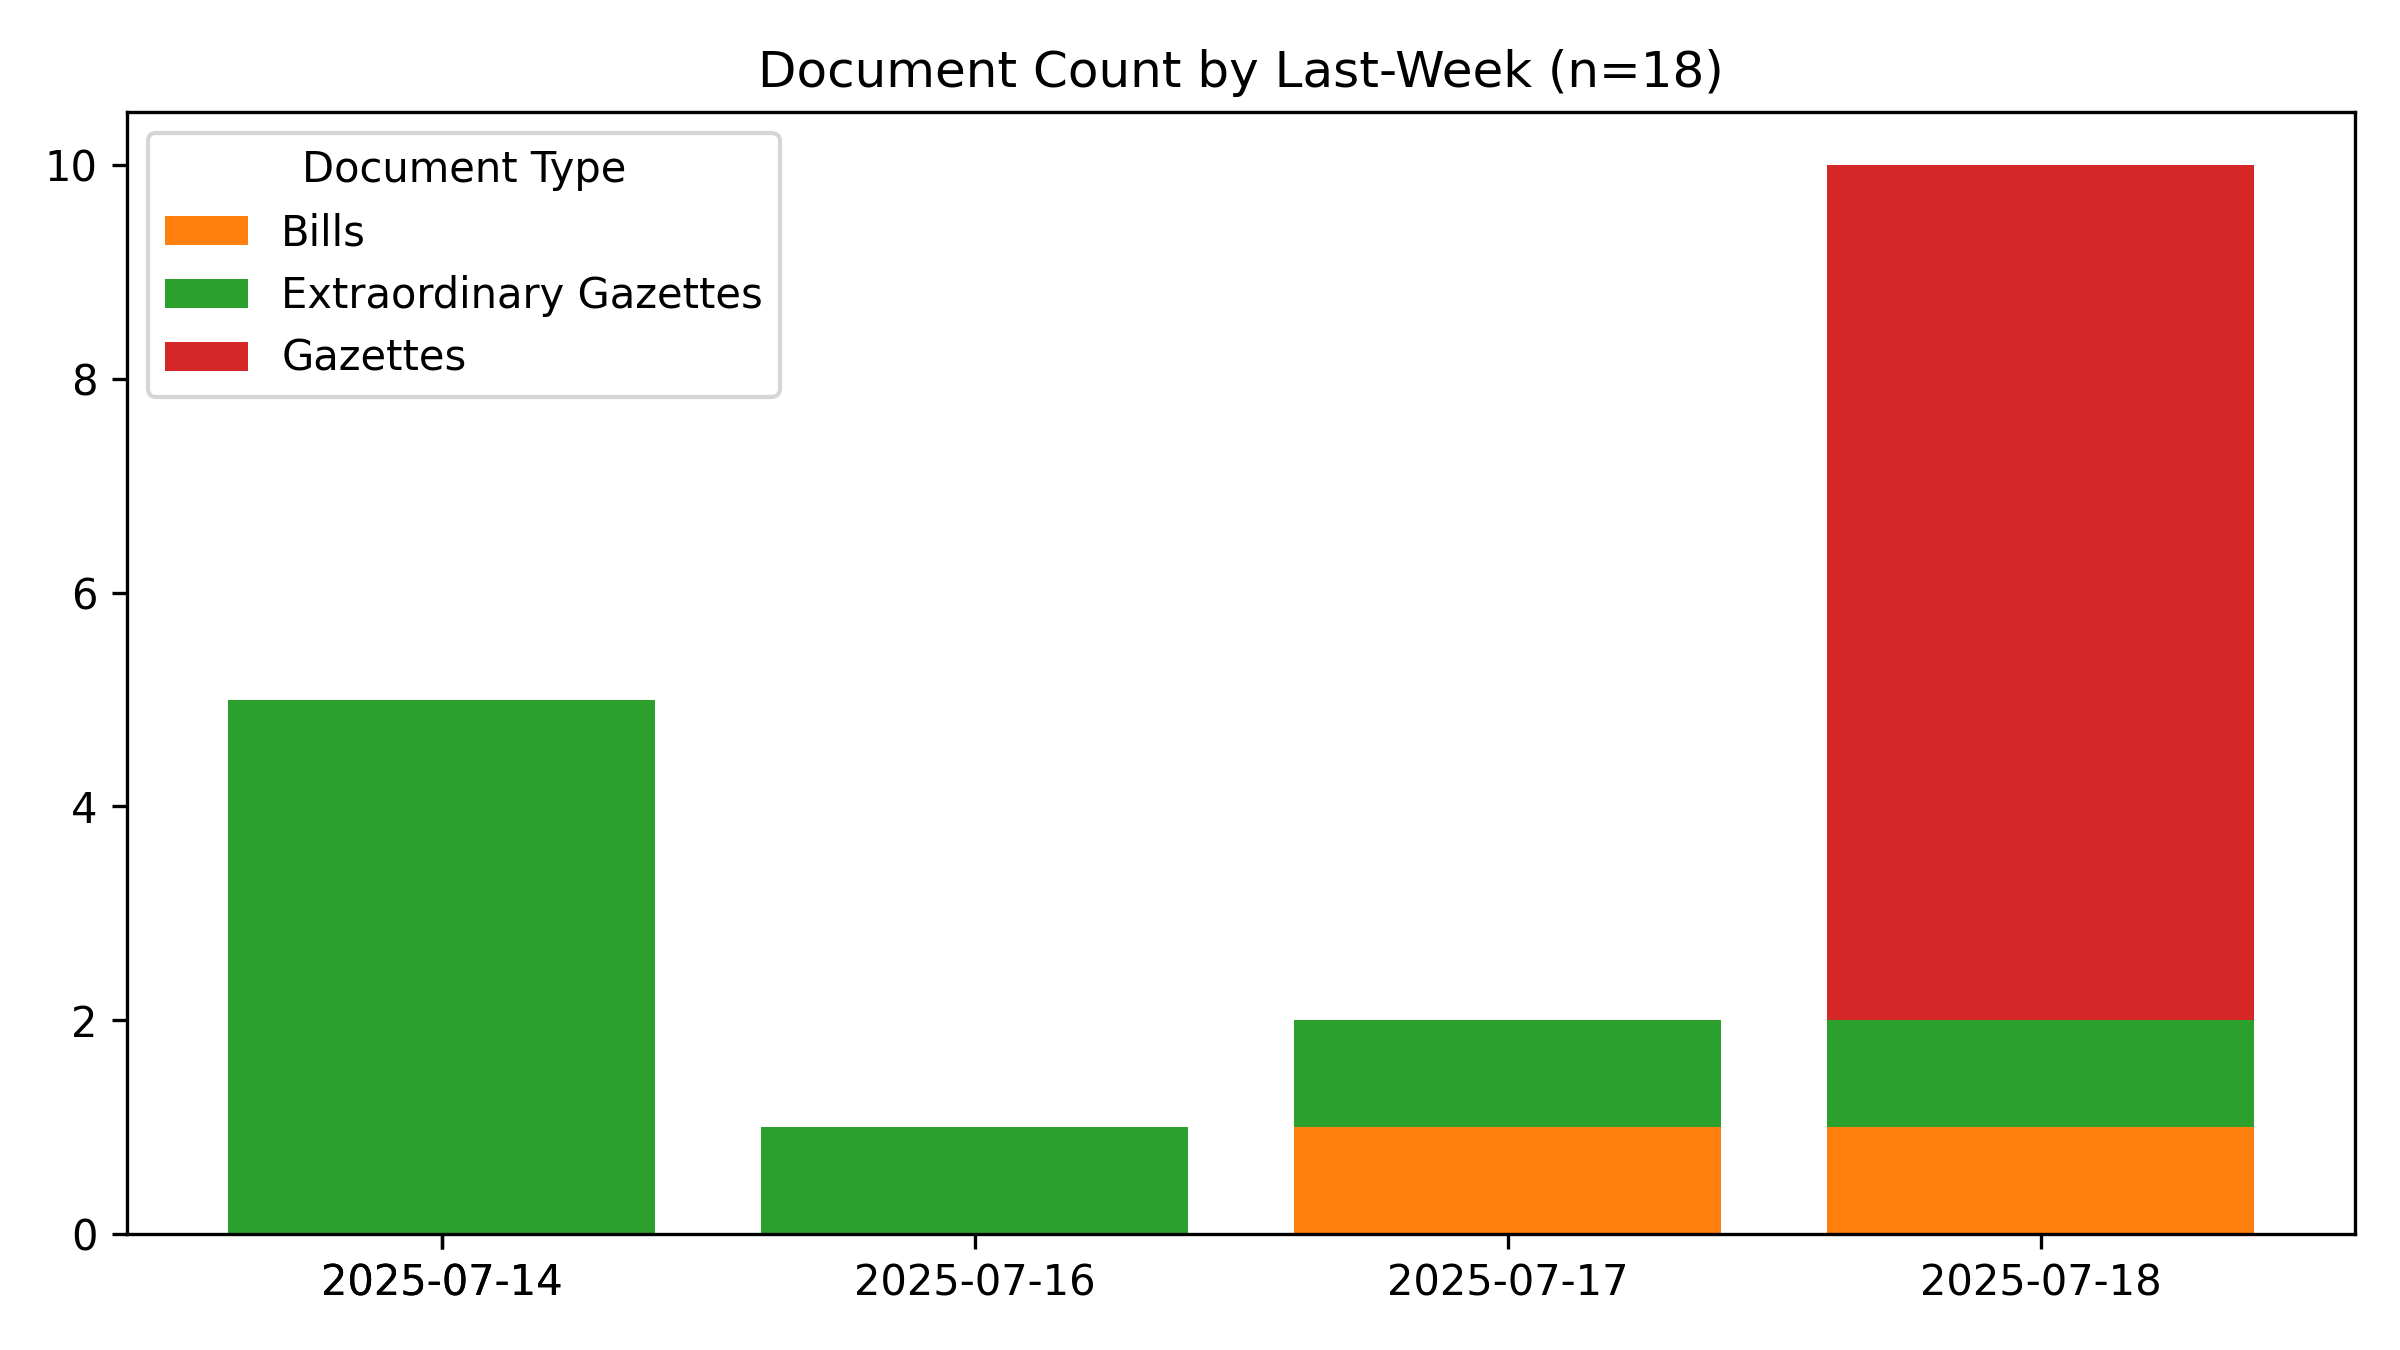 Document Count by Last-Week (n=18)
Document Type
Bills
Extraordinary Gazettes
Gazettes
10
8
6
4
2
0
2025-07-14
2025-07-16
2025-07-17
2025-07-18